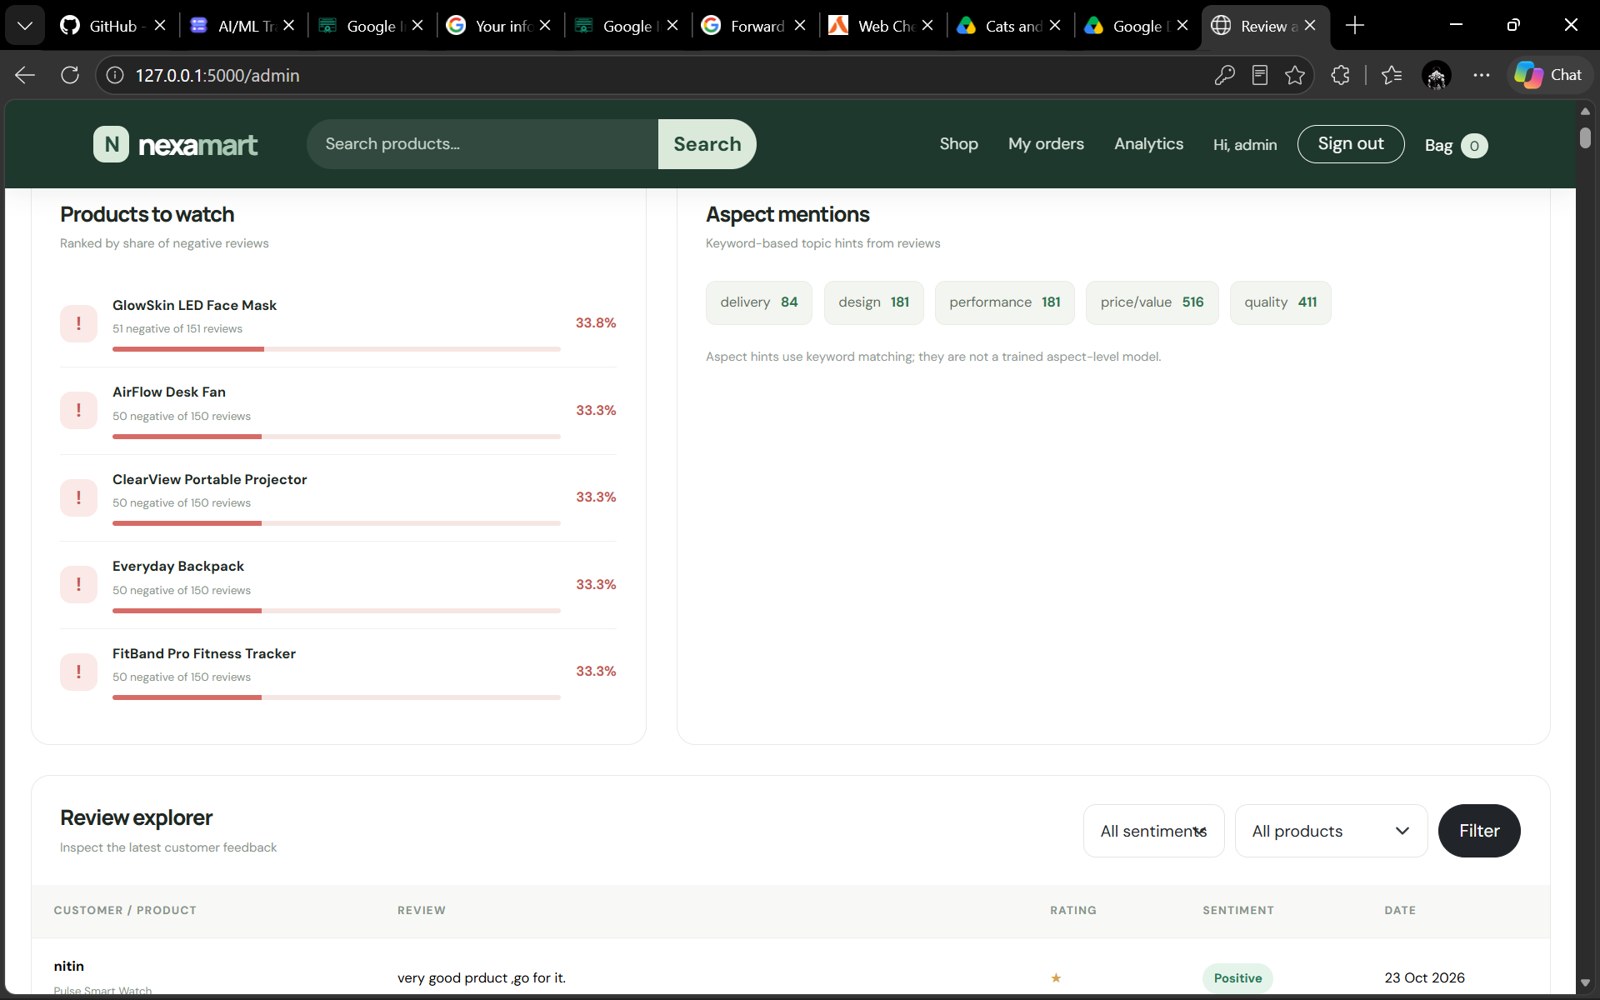 GitHub -
AI/ML Tr
Google I
Your info
Google
Forward
Web Che
Cats and
Google D
Review a
127.0.0.1:5000/admin
Chat
N nexamart
Search products...
Search
Shop
My orders
Analytics
Hi, admin
Sign out
Bag 0
Products to watch
Ranked by share of negative reviews
! GlowSkin LED Face Mask
51 negative of 151 reviews
33.8%
! AirFlow Desk Fan
50 negative of 150 reviews
33.3%
! ClearView Portable Projector
50 negative of 150 reviews
33.3%
! Everyday Backpack
50 negative of 150 reviews
33.3%
! FitBand Pro Fitness Tracker
50 negative of 150 reviews
33.3%
Aspect mentions
Keyword-based topic hints from reviews
delivery 84 design 181 performance 181 price/value 516 quality 411
Aspect hints use keyword matching; they are not a trained aspect-level model.
Review explorer
Inspect the latest customer feedback
All sentiments
All products
Filter
CUSTOMER / PRODUCT REVIEW RATING SENTIMENT DATE
nitin
Pulse Smart Watch
very good prduct ,go for it.
★
Positive
23 Oct 2026